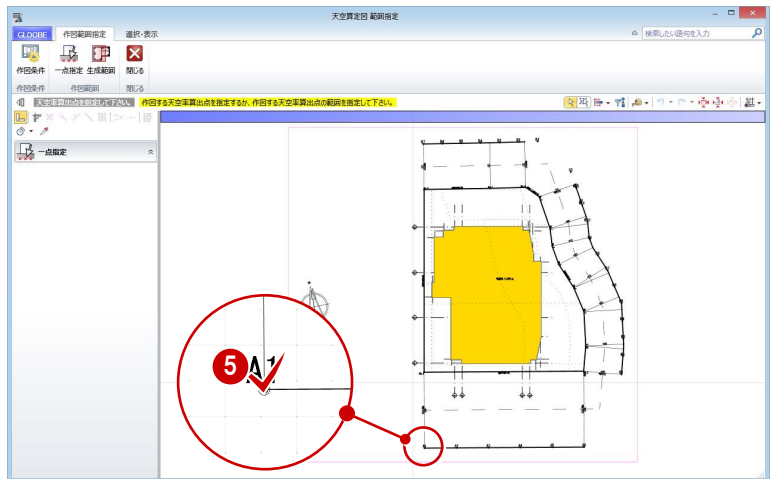 天空算定図 範囲指定
GLOOBE 作図範囲指定 選択・表示
検索したい語句を入力
作図条件 一点指定 生成範囲 閉じる
作図条件 作図範囲 閉じる
天空率算出点を指定して下さい。 作図する天空率算出点を指定するか、作図する天空率算出点の範囲を指定して下さい。
一点指定
5
A1